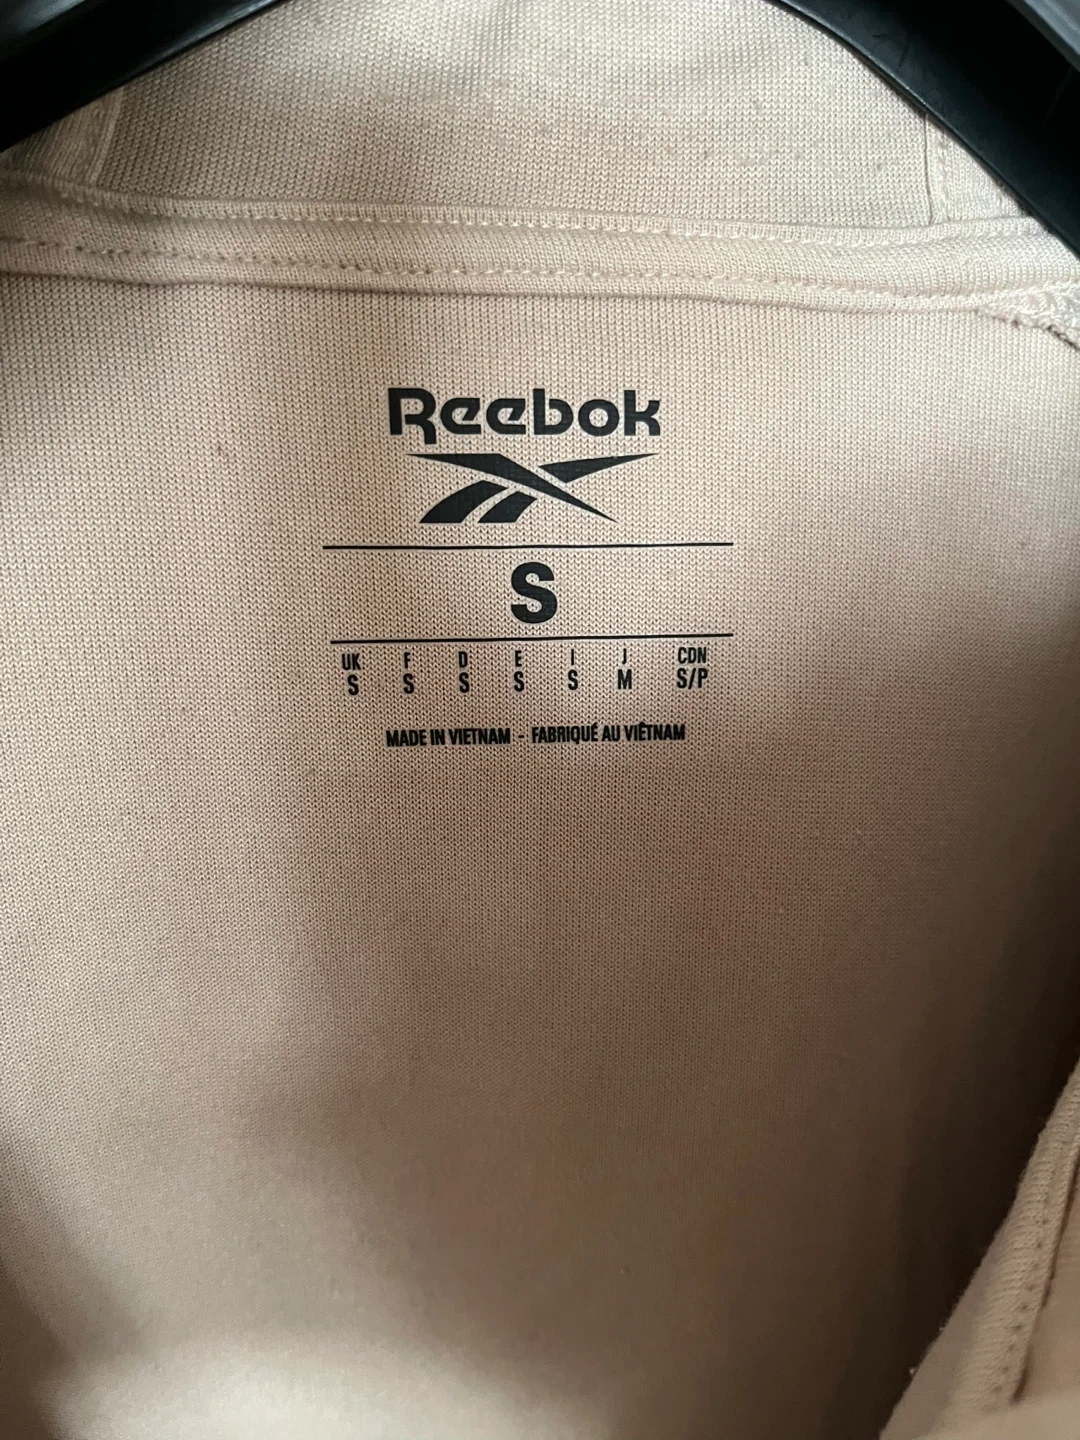 Reebok
S
UK F D E I J CDN
S S S S S M S/P
MADE IN VIETNAM - FABRIQUÉ AU VIÊTNAM